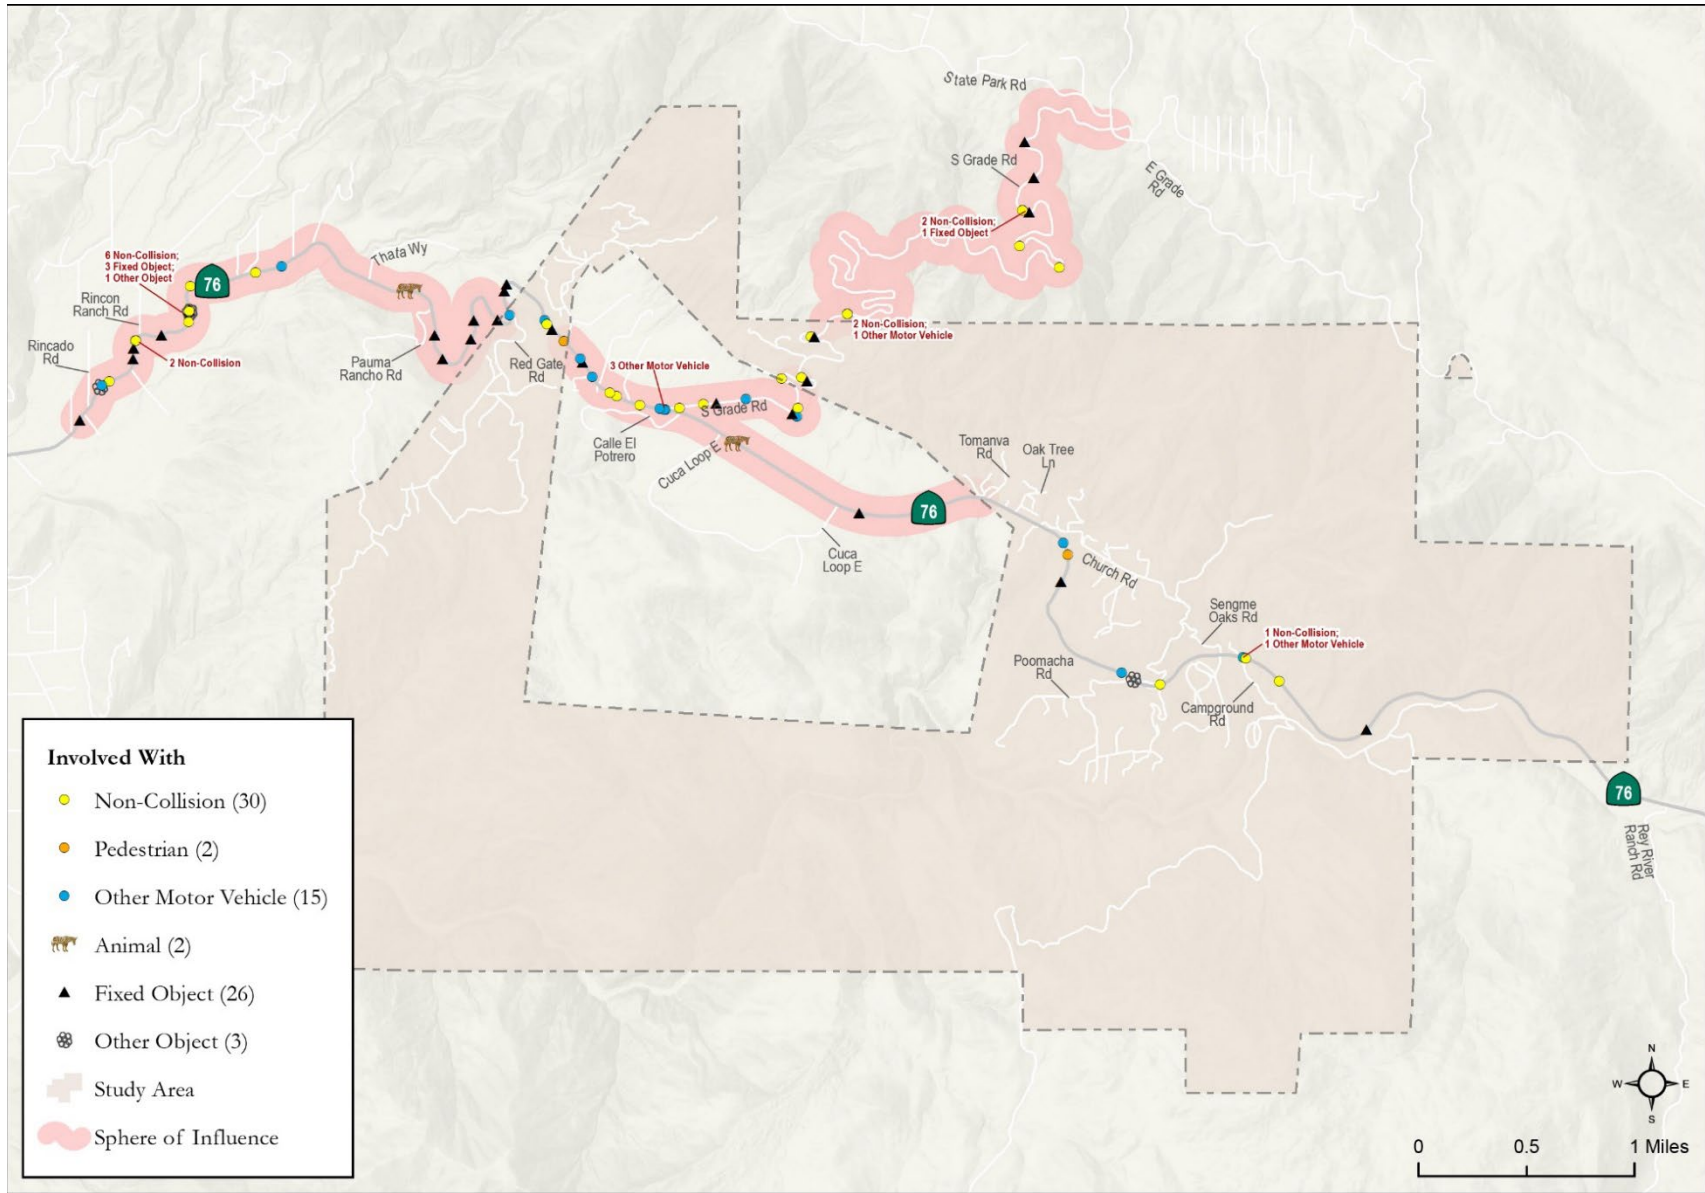 State Park Rd
S Grade Rd
E Grade
Rd
2 Non-Collision;
1 Fixed Object
Thafa Wy
6 Non-Collision;
3 Fixed Object;
1 Other Object
76
Rincon
Ranch Rd
Rincado
Rd
2 Non-Collision
Pauma
Rancho Rd
Red Gate
Rd
3 Other Motor Vehicle
2 Non-Collision;
1 Other Motor Vehicle
S Grade Rd
Calle El
Potrero
Cuca Loop E
Tomanva
Rd
Oak Tree
Ln
76
Cuca
Loop E
Church Rd
Sengme
Oaks Rd
1 Non-Collision;
1 Other Motor Vehicle
Poomacha
Rd
Campground
Rd
76
Rey River
Ranch Rd
Involved With
Non-Collision (30)
Pedestrian (2)
Other Motor Vehicle (15)
Animal (2)
Fixed Object (26)
Other Object (3)
Study Area
Sphere of Influence
N
W E
S
0 0.5 1 Miles